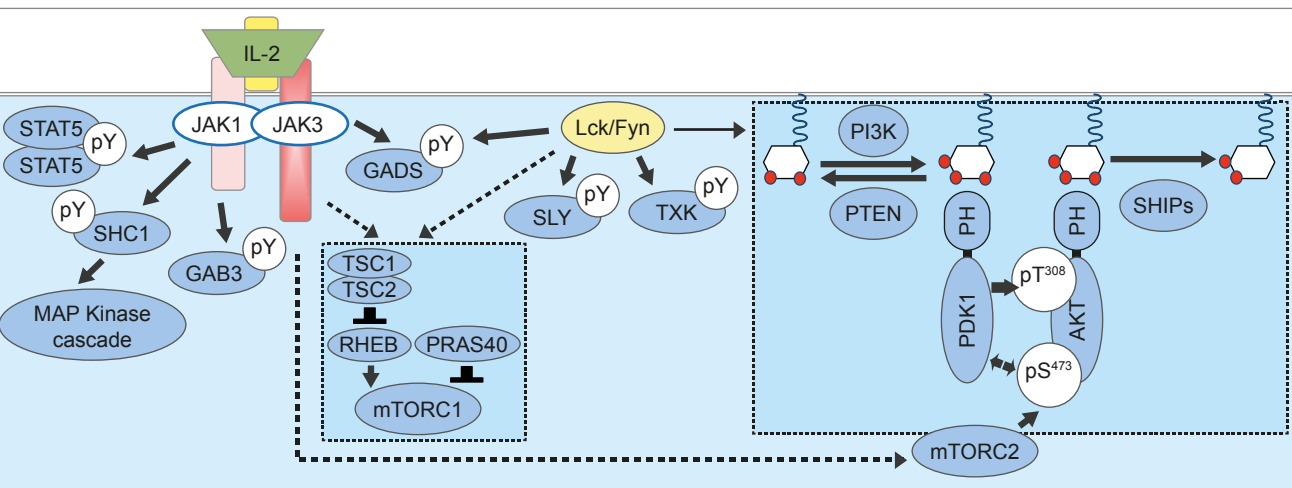 IL-2
JAK1
JAK3
STAT5
STAT5
pY
pY
SHC1
MAP Kinase
cascade
GAB3
pY
GADS
pY
Lck/Fyn
SLY
pY
TXK
pY
TSC1
TSC2
RHEB
PRAS40
mTORC1
PI3K
PTEN
SHIPs
PH
PH
PDK1
AKT
pT308
pS473
mTORC2